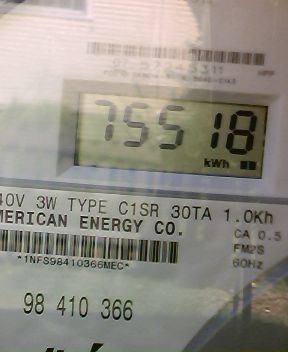 75518
kWh
40V 3W TYPE C1SR 30TA 1.0Kh
MERICAN ENERGY CO.
CA 0.5
FM2S
60Hz
*1NFS98410366MEC*
98 410 366